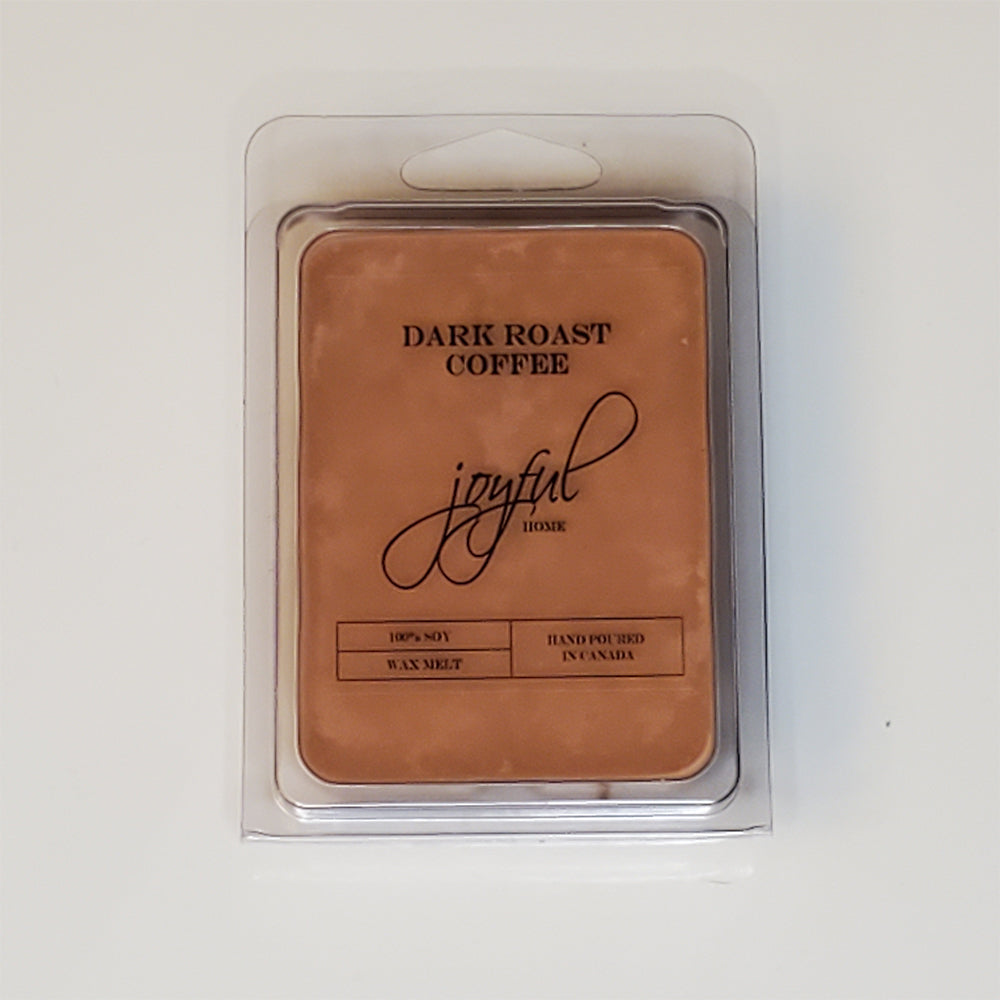 DARK ROAST
COFFEE
joyful
HOME
100% SOY
WAX MELT
HAND POURED
IN CANADA